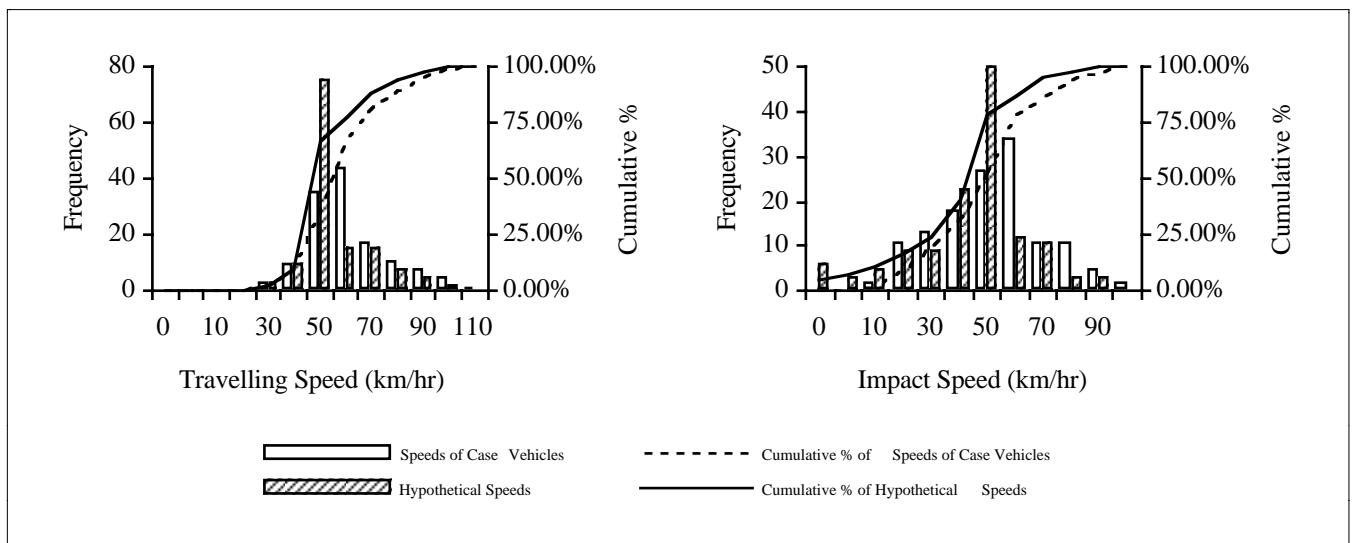 80
60
40
20
0
Frequency
100.00%
75.00%
50.00%
25.00%
0.00%
Cumulative %
0 10 30 50 70 90 110
Travelling Speed (km/hr)
50
40
30
20
10
0
Frequency
100.00%
75.00%
50.00%
25.00%
0.00%
Cumulative %
0 10 30 50 70 90
Impact Speed (km/hr)
Speeds of Case Vehicles
Cumulative % of Speeds of Case Vehicles
Hypothetical Speeds
Cumulative % of Hypothetical Speeds